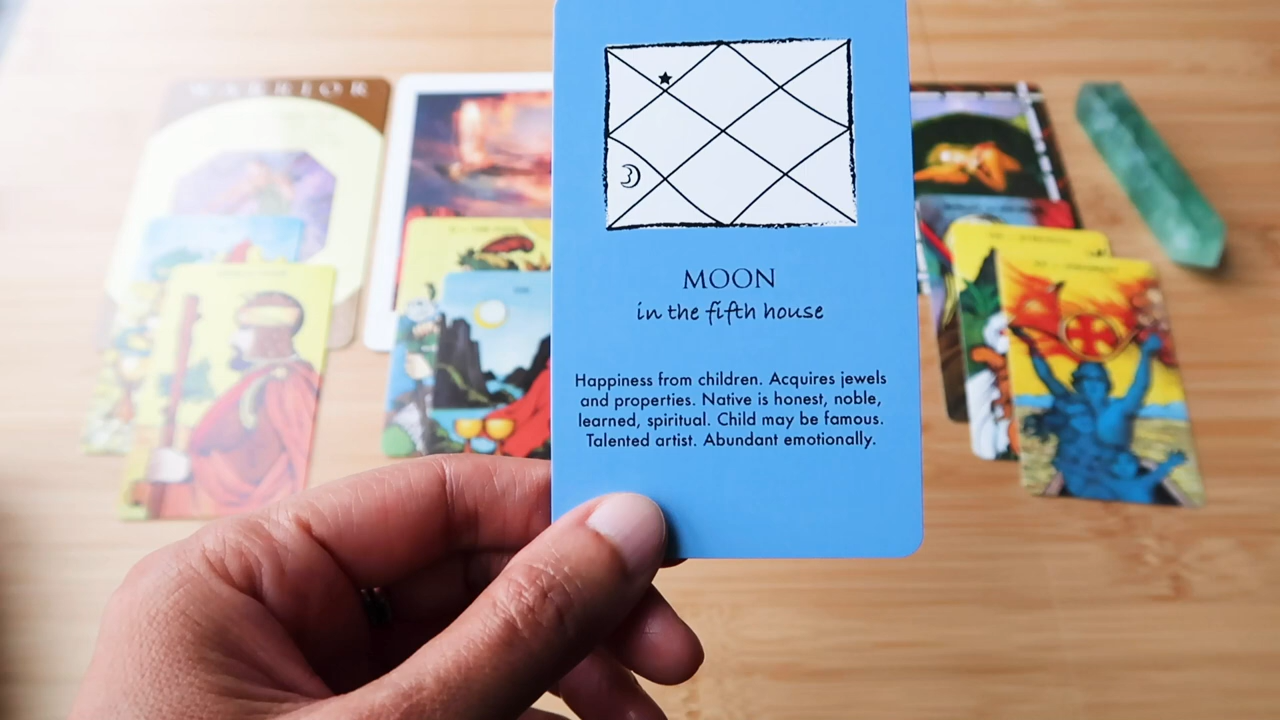 WARRIOR
MOON
in the fifth house
Happiness from children. Acquires jewels
and properties. Native is honest, noble,
learned, spiritual. Child may be famous.
Talented artist. Abundant emotionally.